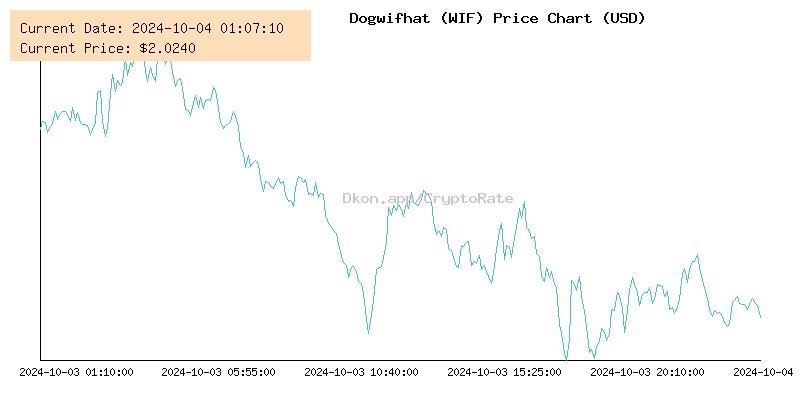 Dogwifhat (WIF) Price Chart (USD)
Current Date: 2024-10-04 01:07:10
Current Price: $2.0240
Dkon.app/CryptoRate
2024-10-03 01:10:00 2024-10-03 05:55:00 2024-10-03 10:40:00 2024-10-03 15:25:00 2024-10-03 20:10:00 2024-10-04